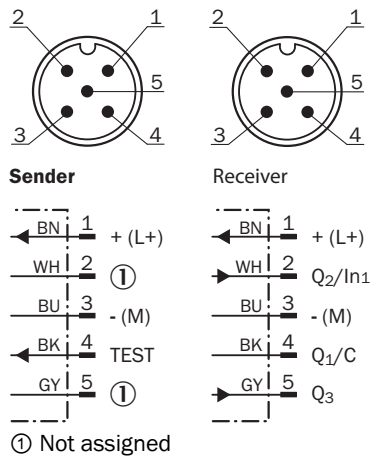 2 1 2 1
5 5
3 4 3 4
Sender Receiver
BN 1 + (L+) BN 1 + (L+)
WH 2 ① WH 2 Q2/In1
BU 3 - (M) BU 3 - (M)
BK 4 TEST BK 4 Q1/C
GY 5 ① GY 5 Q3
① Not assigned